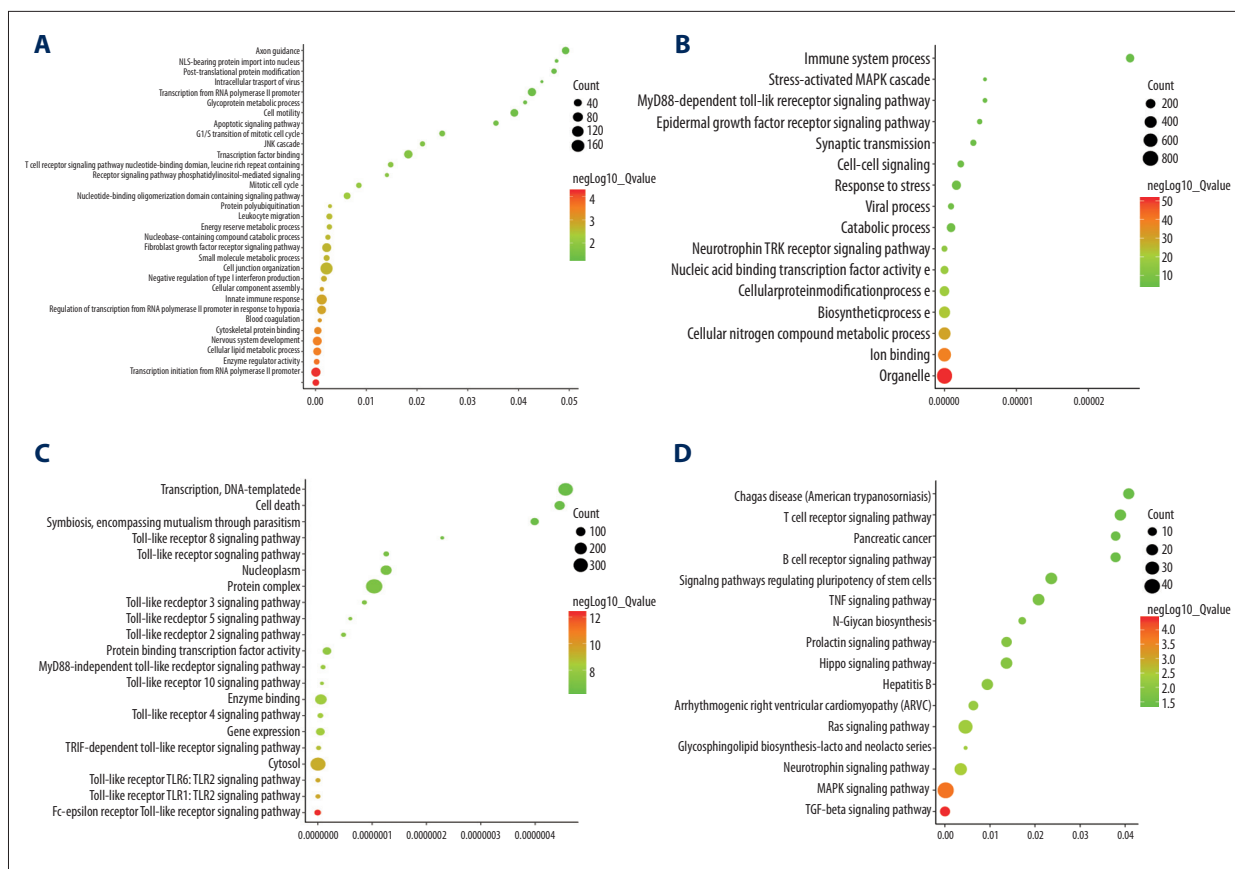 A
Axon guidance
NLS-bearing protein import into nucleus
Post-translational protein modification
Intracellular trasport of virus
Transcription from RNA polymerase II promoter
Glycoprotein metabolic process
Cell motility
Apoptotic signaling pathway
G1/S transition of mitotic cell cycle
JNK cascade
Trnascription factor binding
T cell receptor signaling pathway nucleotide-binding domian, leucine rich repeat containing
Receptor signaling pathway phosphatidylinositol-mediated signaling
Mitotic cell cycle
Nucleotide-binding oligomerization domain containing signaling pathway
Protein polyubiquitination
Leukocyte migration
Energy reserve metabolic process
Nucleobase-containing compound catabolic process
Fibroblast growth factor receptor signaling pathway
Small molecule metabolic process
Cell junction organization
Negative regulation of type I interferon production
Cellular component assembly
Innate immune response
Regulation of transcription from RNA polymerase II promoter in response to hypoxia
Blood coagulation
Cytoskeletal protein binding
Nervous system development
Cellular lipid metabolic process
Enzyme regulator activity
Transcription initiation from RNA polymerase II promoter
0.00 0.01 0.02 0.03 0.04 0.05
Count
40
80
120
160
negLog10_Qvalue
4
3
2
B
Immune system process
Stress-activated MAPK cascade
MyD88-dependent toll-lik rereceptor signaling pathway
Epidermal growth factor receptor signaling pathway
Synaptic transmission
Cell-cell signaling
Response to stress
Viral process
Catabolic process
Neurotrophin TRK receptor signaling pathway
Nucleic acid binding transcription factor activity e
Cellularproteinmodificationprocess e
Biosyntheticprocess e
Cellular nitrogen compound metabolic process
Ion binding
Organelle
0.00000 0.00001 0.00002
Count
200
400
600
800
negLog10_Qvalue
50
40
30
20
10
C
Transcription, DNA-templatede
Cell death
Symbiosis, encompassing mutualism through parasitism
Toll-like receptor 8 signaling pathway
Toll-like receptor sognaling pathway
Nucleoplasm
Protein complex
Toll-like recdeptor 3 signaling pathway
Toll-like receptor 5 signaling pathway
Toll-like recdeptor 2 signaling pathway
Protein binding transcription factor activity
MyD88-independent toll-like recdeptor signaling pathway
Toll-like receptor 10 signaling pathway
Enzyme binding
Toll-like receptor 4 signaling pathway
Gene expression
TRIF-dependent toll-like receptor signaling pathway
Cytosol
Toll-like receptor TLR6: TLR2 signaling pathway
Toll-like receptor TLR1: TLR2 signaling pathway
Fc-epsilon receptor Toll-like receptor signaling pathway
0.0000000 0.0000001 0.0000002 0.0000003 0.0000004
Count
100
200
300
negLog10_Qvalue
12
10
8
D
Chagas disease (American trypanosorniasis)
T cell receptor signaling pathway
Pancreatic cancer
B cell receptor signaling pathway
Signalng pathways regulating pluripotency of stem cells
TNF signaling pathway
N-Giycan biosynthesis
Prolactin signaling pathway
Hippo signaling pathway
Hepatitis B
Arrhythmogenic right ventricular cardiomyopathy (ARVC)
Ras signaling pathway
Glycosphingolipid biosynthesis-lacto and neolacto series
Neurotrophin signaling pathway
MAPK signaling pathway
TGF-beta signaling pathway
0.00 0.01 0.02 0.03 0.04
Count
10
20
30
40
negLog10_Qvalue
4.0
3.5
3.0
2.5
2.0
1.5